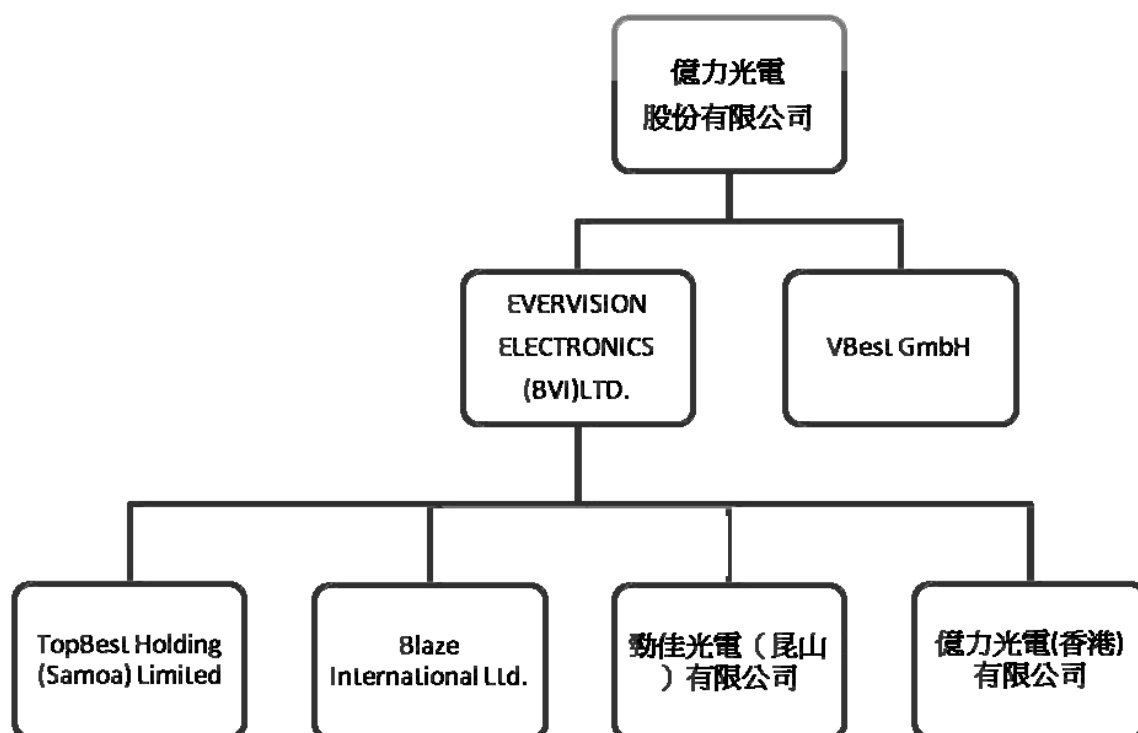 億力光電
股份有限公司
EVERVISION
ELECTRONICS
(BVI)LTD.
VBest GmbH
TopBest Holding
(Samoa) Limited
Blaze
International Ltd.
勁佳光電（昆山
）有限公司
億力光電(香港)
有限公司